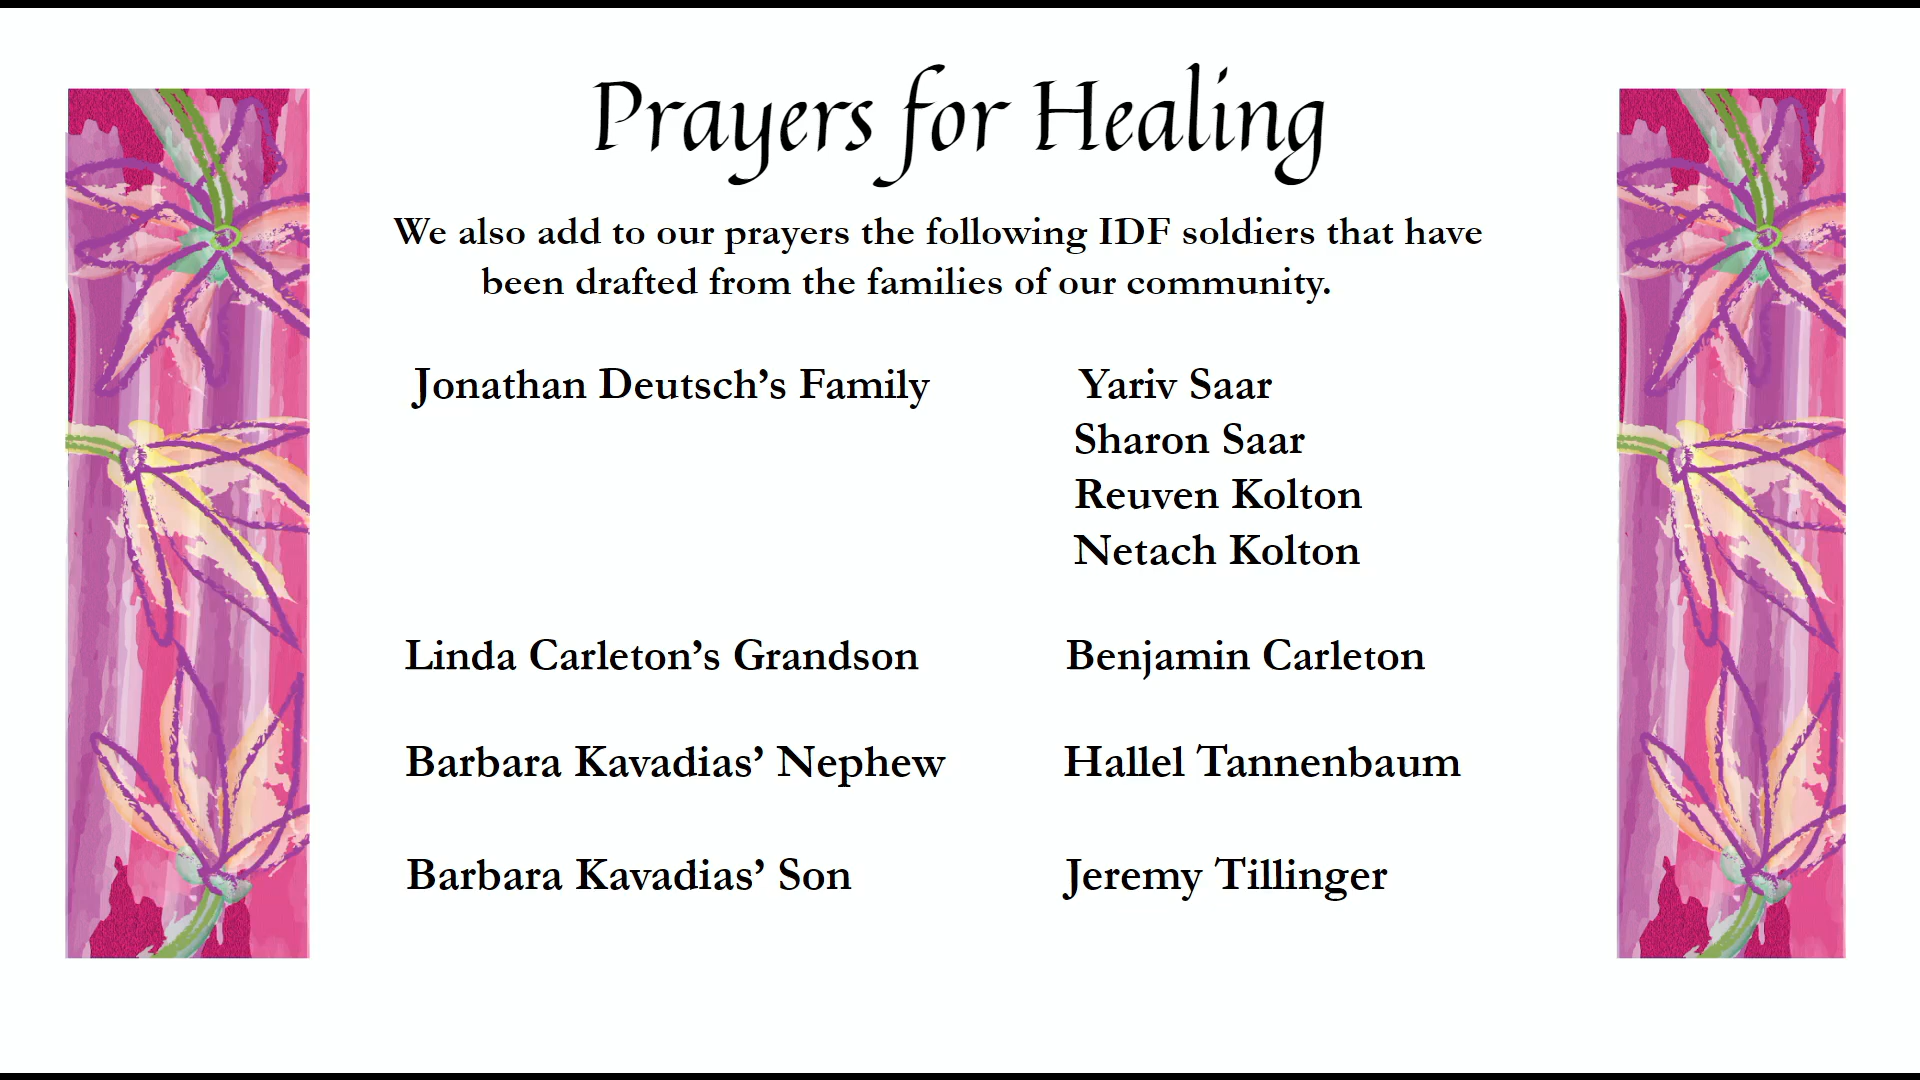 Prayers for Healing
We also add to our prayers the following IDF soldiers that have
been drafted from the families of our community.
Jonathan Deutsch’s Family Yariv Saar
Sharon Saar
Reuven Kolton
Netach Kolton
Linda Carleton’s Grandson Benjamin Carleton
Barbara Kavadias’ Nephew Hallel Tannenbaum
Barbara Kavadias’ Son Jeremy Tillinger